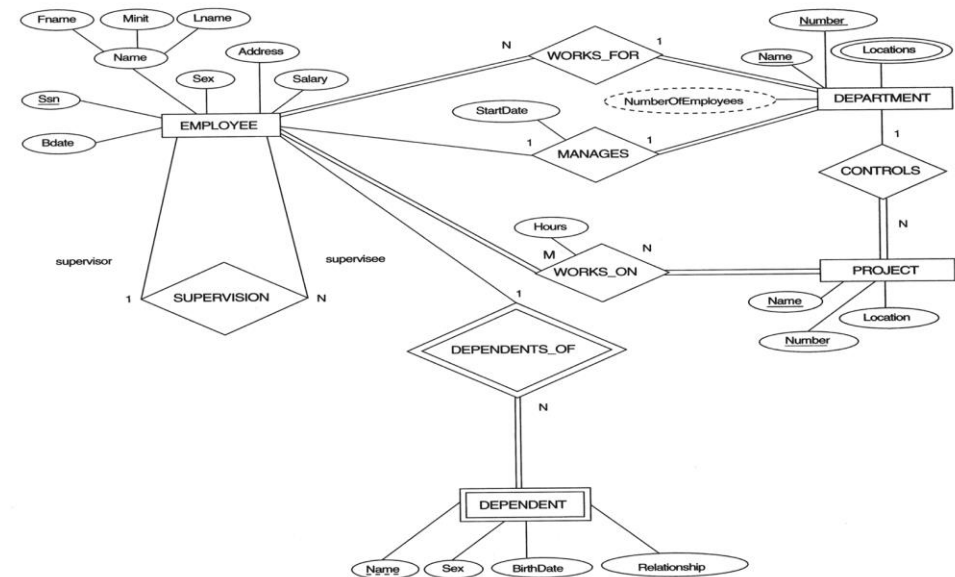 Fname
Minit
Lname
Name
Sex
Address
Salary
Ssn
Bdate
EMPLOYEE
N
WORKS_FOR
1
StartDate
1
MANAGES
1
Number
Name
Locations
NumberOfEmployees
DEPARTMENT
1
CONTROLS
N
Hours
M
WORKS_ON
N
PROJECT
Name
Number
Location
supervisor
supervisee
1
SUPERVISION
N
1
DEPENDENTS_OF
N
DEPENDENT
Name
Sex
BirthDate
Relationship